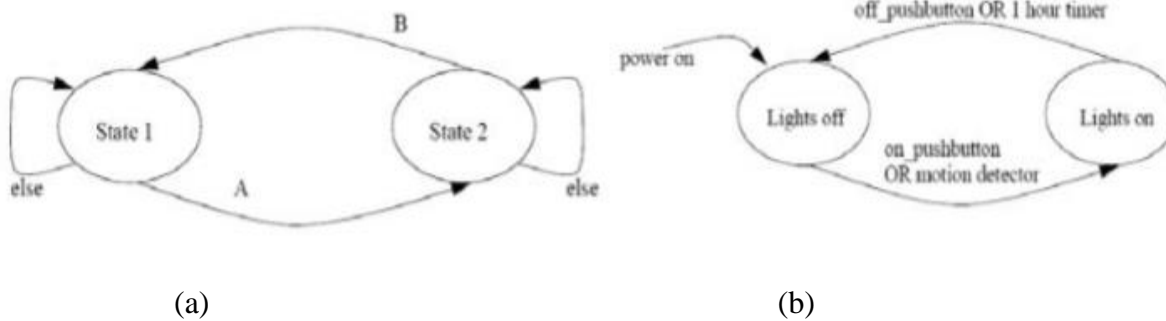 B
State 1
State 2
else
A
else
(a)
off_pushbutton OR 1 hour timer
power on
Lights off
Lights on
on_pushbutton
OR motion detector
(b)